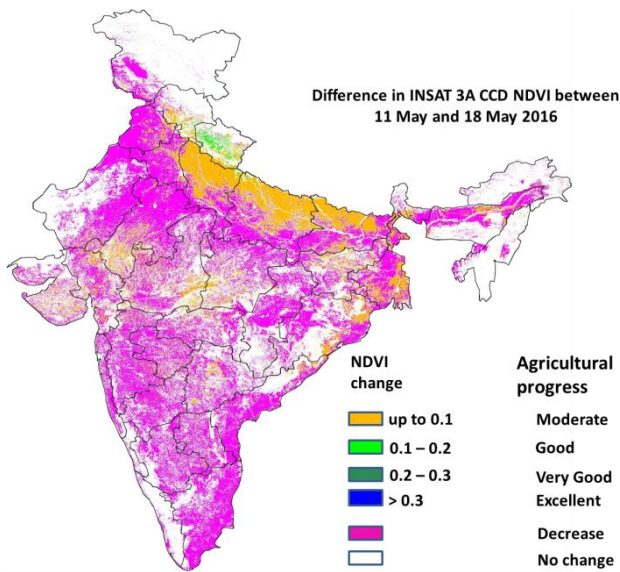 Difference in INSAT 3A CCD NDVI between
11 May and 18 May 2016
NDVI change
Agricultural progress
up to 0.1 Moderate
0.1 – 0.2 Good
0.2 – 0.3 Very Good
> 0.3 Excellent
Decrease
No change